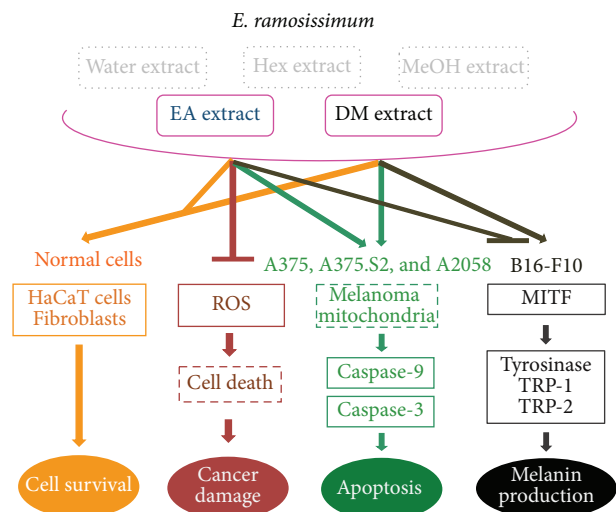 E. ramosissimum
Water extract
Hex extract
MeOH extract
EA extract
DM extract
Normal cells
A375, A375.S2, and A2058
B16-F10
HaCaT cells
Fibroblasts
ROS
Melanoma
mitochondria
MITF
Cell death
Caspase-9
Caspase-3
Tyrosinase
TRP-1
TRP-2
Cell survival
Cancer
damage
Apoptosis
Melanin
production